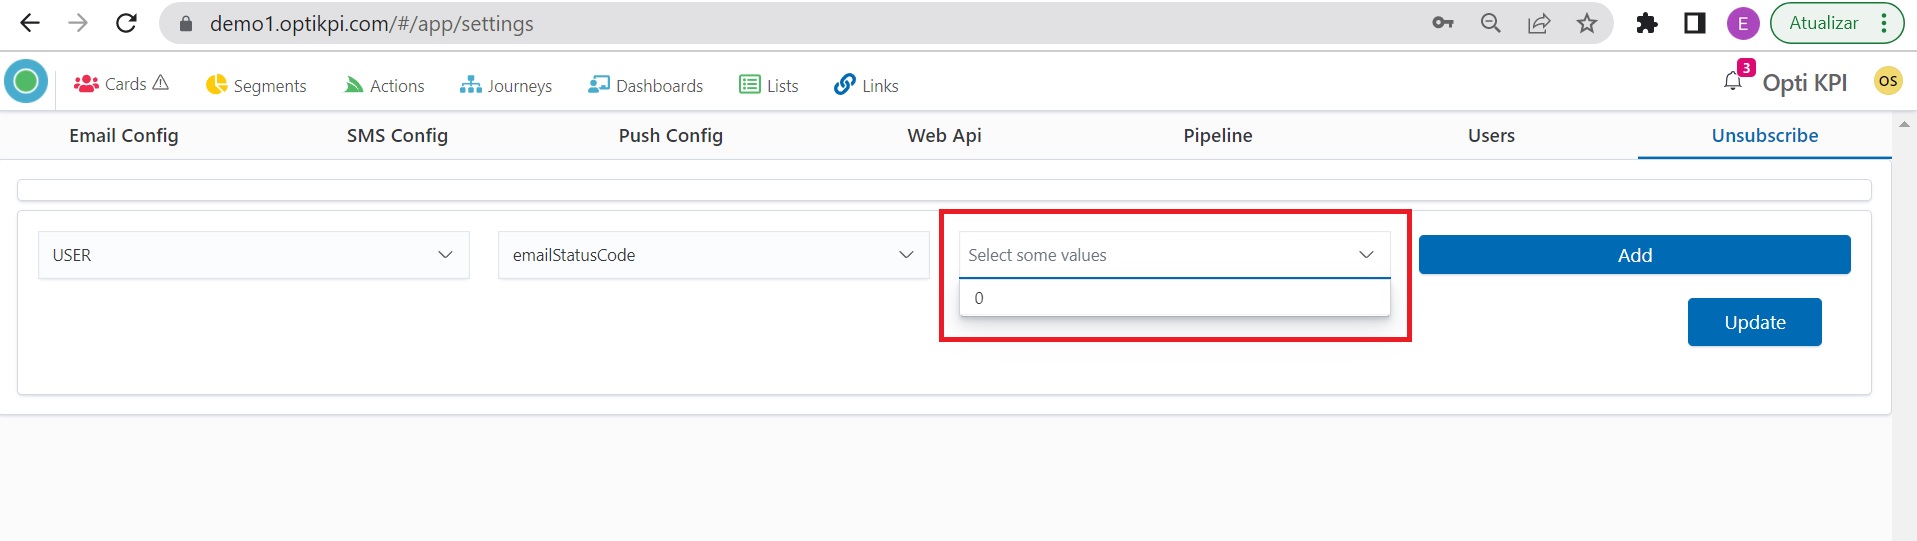 demo1.optikpi.com/#/app/settings
E
Atualizar
Cards
Segments
Actions
Journeys
Dashboards
Lists
Links
3
Opti KPI
OS
Email Config
SMS Config
Push Config
Web Api
Pipeline
Users
Unsubscribe
USER
emailStatusCode
Select some values
Add
0
Update